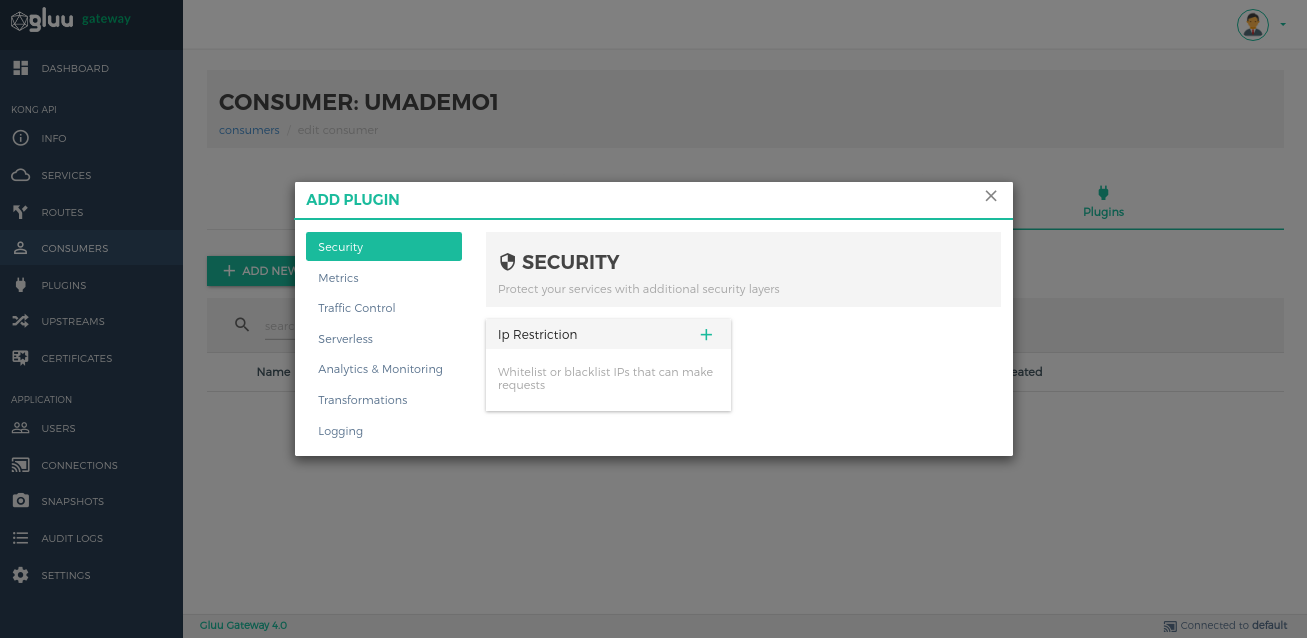 gluu gateway
DASHBOARD
KONG API
INFO
SERVICES
ROUTES
CONSUMERS
PLUGINS
UPSTREAMS
CERTIFICATES
APPLICATION
USERS
CONNECTIONS
SNAPSHOTS
AUDIT LOGS
SETTINGS
CONSUMER: UMADEMO1
consumers / edit consumer
Plugins
+ ADD NEW
Name
ADD PLUGIN
Security
Metrics
Traffic Control
Serverless
Analytics & Monitoring
Transformations
Logging
SECURITY
Protect your services with additional security layers
Ip Restriction
Whitelist or blacklist IPs that can make
requests
Gluu Gateway 4.0
Connected to default